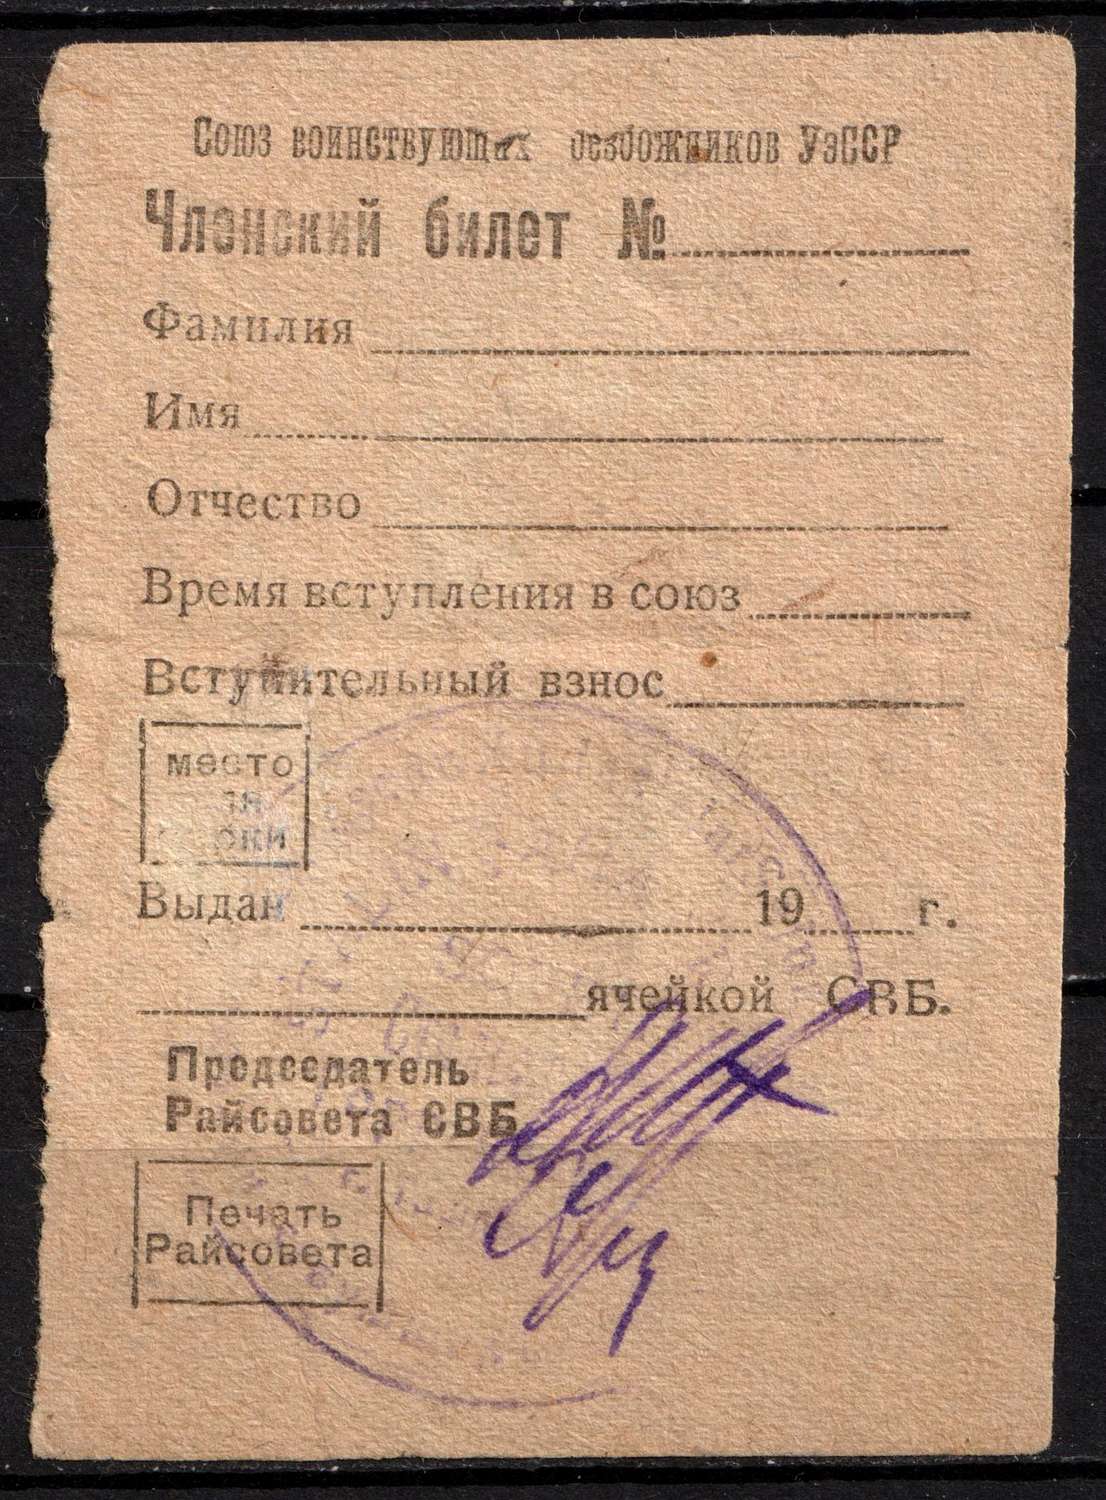 Союз воинствующих безбожников УзССР
Членский билет №
Фамилия
Имя
Отчество
Время вступления в союз
Вступительный взнос
место
Выдан 19 г.
ячейкой СВБ.
Председатель
Райсовета СВБ
Печать
Райсовета